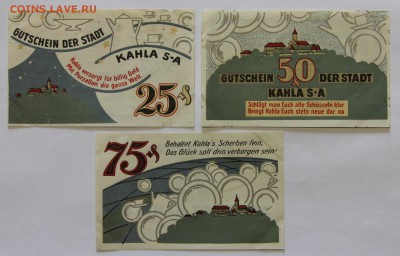 COINS.LAVE.RU
GUTSCHEIN DER STADT
KAHLA S-A
Kahla versorgt für billig Geld
Mit Porzellan die ganze Welt.
25
GUTSCHEIN 50 DER STADT
KAHLA S-A
Schlägt man Euch alle Schüsseln klar
Bringt Kahla Euch stets neue dar
75
Behaltet Kahla's Scherben fein,
Das Glück soll drin verborgen sein!